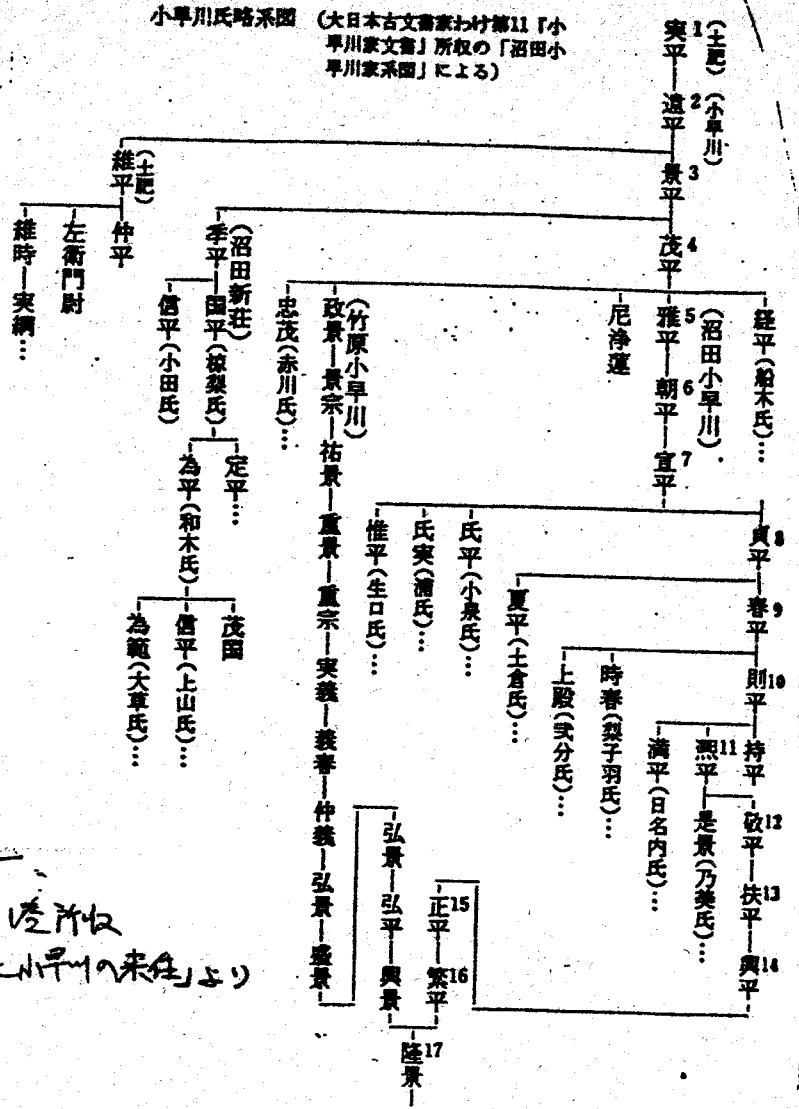 小早川氏略系図 (大日本古文書家わけ第11「小
早川家文書」所収の「沼田小
早川家系図」による)
実平 1 (土肥)
遠平 2 (小早川)
景平 3
維平 (土肥)
茂平 4
季平 (沼田新荘)
仲平
左衛門尉
維時―実綱…
経平(船木氏)…
雅平 5 (沼田小早川)
尼浄蓮
政景―景宗―祐景―重景―重宗―実義―義春―仲義―弘景―盛景 (竹原小早川)
忠茂(赤川氏)…
国平(椋梨氏)
信平(小田氏)
朝平 6
宣平 7
定平…
為平(和木氏)
貞平 8
氏平(小泉氏)…
氏実(浦氏)…
惟平(生口氏)…
茂国
信平(上山氏)…
為範(大草氏)…
春平 9
夏平(土倉氏)…
則平 10
時春(梨子羽氏)…
上殿(弐分氏)…
持平
熙平 11
満平(日名内氏)…
敬平 12
是景(乃美氏)…
扶平 13
興平 14
弘景―弘平―興景
正平 15
繁平 16
隆景 17
所収
小早川の来住」より